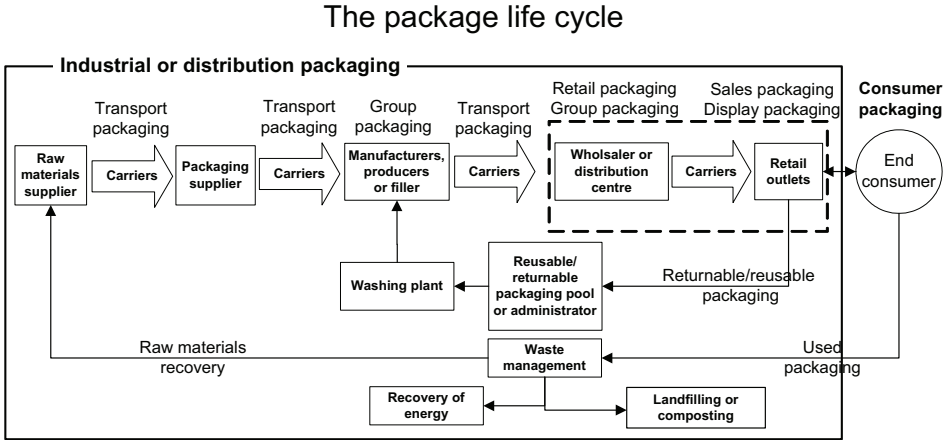 The package life cycle
Industrial or distribution packaging
Transport
packaging
Transport
packaging
Group
packaging
Transport
packaging
Retail packaging
Group packaging
Sales packaging
Display packaging
Consumer
packaging
Raw
materials
supplier
Carriers
Packaging
supplier
Carriers
Manufacturers,
producers
or filler
Carriers
Wholsaler or
distribution
centre
Carriers
Retail
outlets
End
consumer
Washing plant
Reusable/
returnable
packaging pool
or administrator
Returnable/reusable
packaging
Raw materials
recovery
Waste
management
Used
packaging
Recovery of
energy
Landfilling or
composting